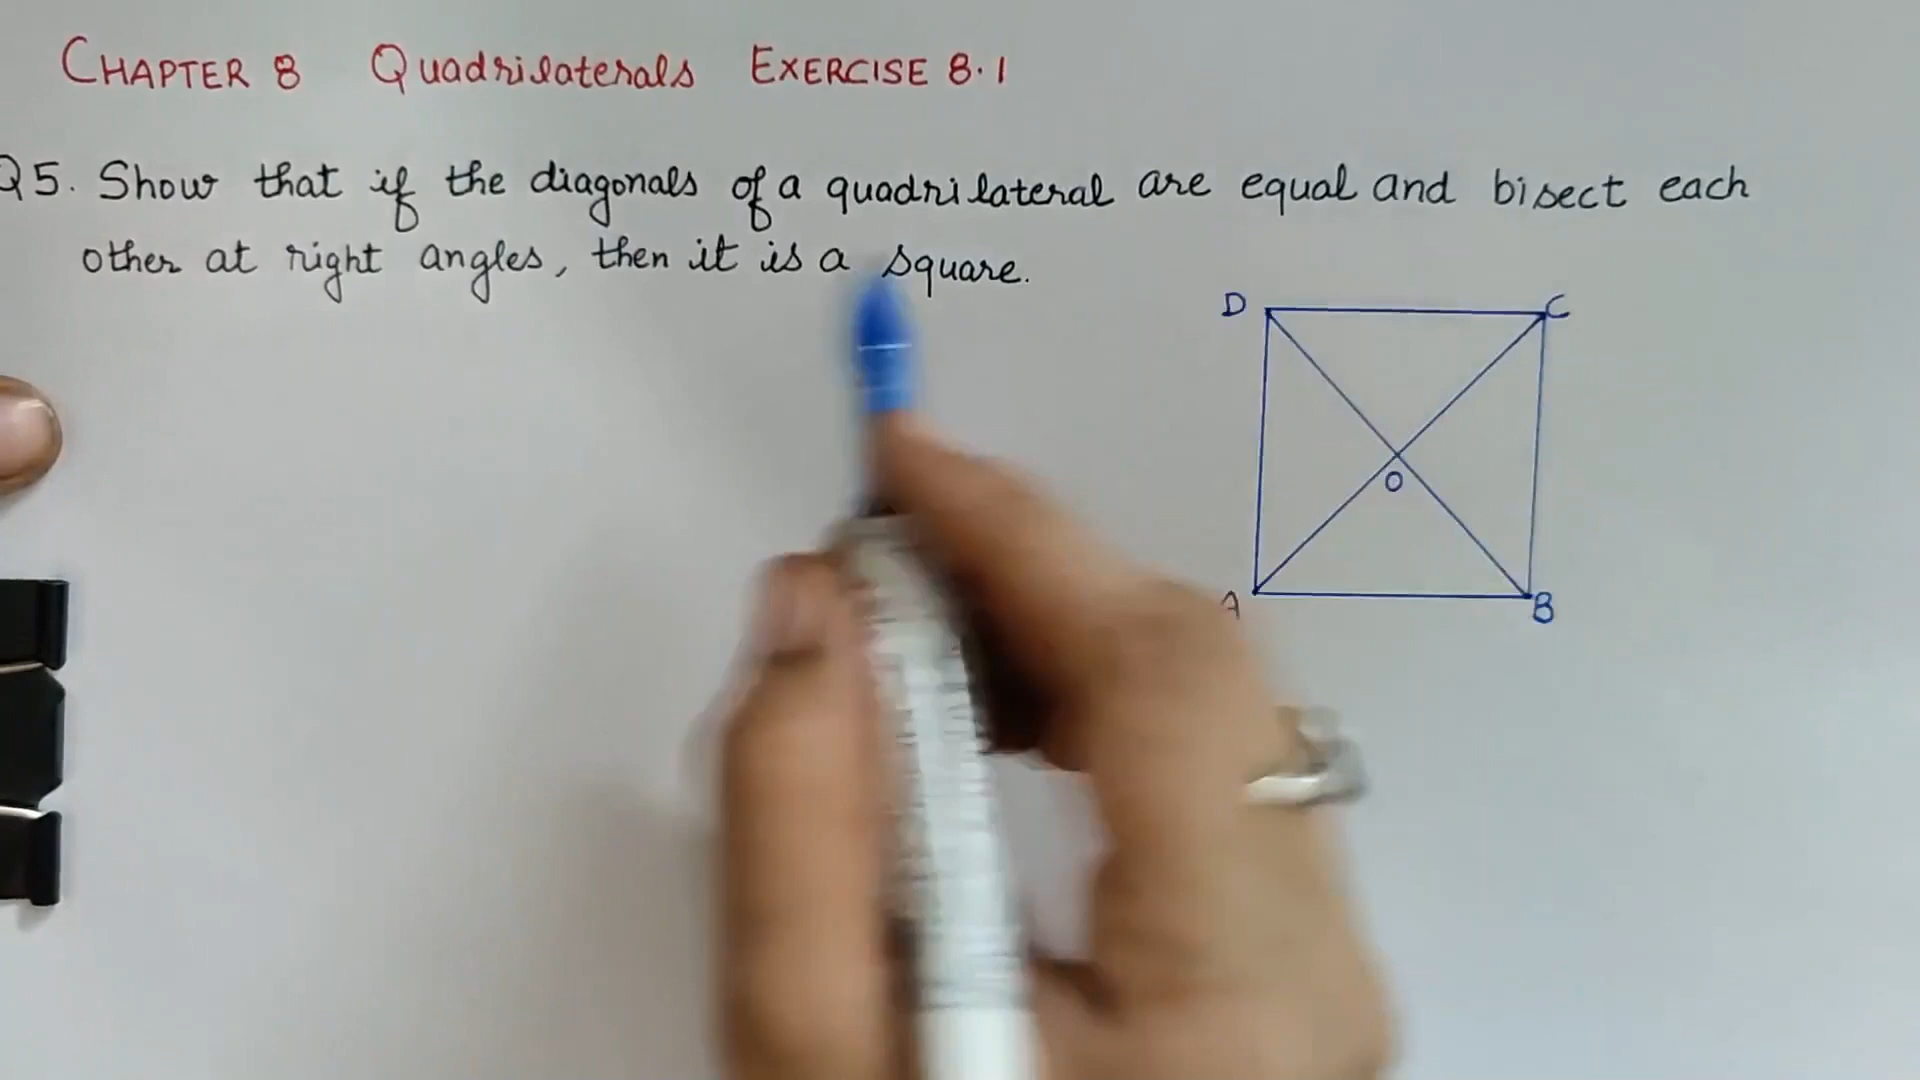 CHAPTER 8 Quadrilaterals EXERCISE 8.1
Q5. Show that if the diagonals of a quadrilateral are equal and bisect each
other at right angles, then it is a square.
D C
O
A B